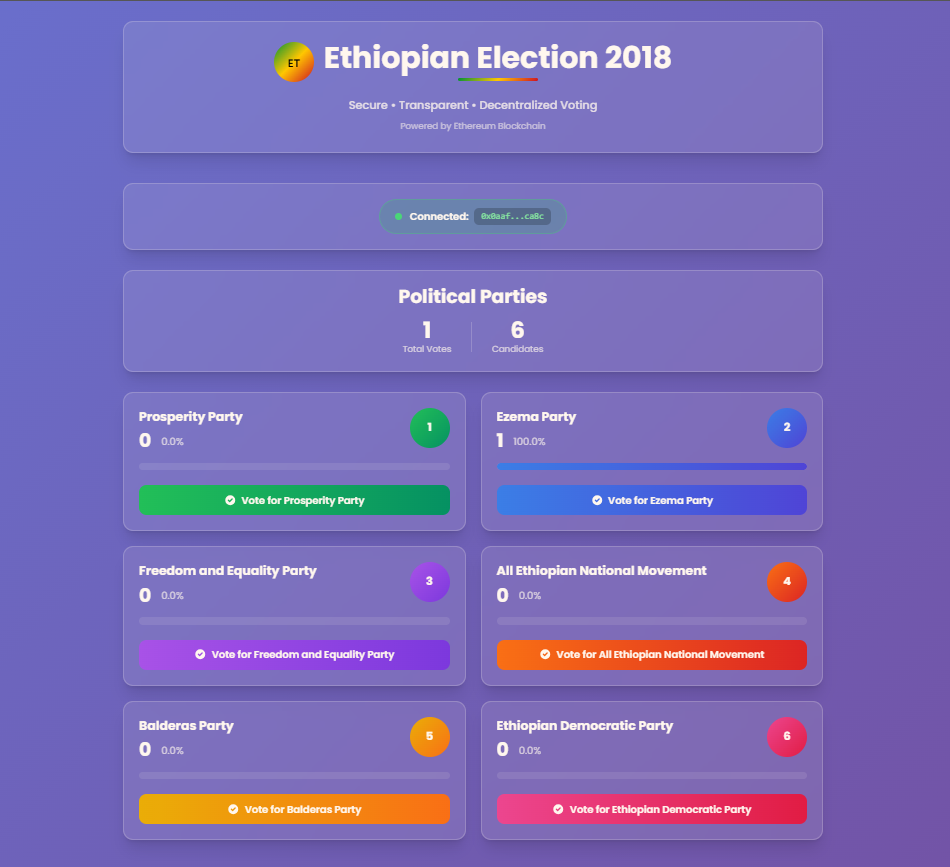 ET Ethiopian Election 2018
Secure • Transparent • Decentralized Voting
Powered by Ethereum Blockchain
Connected: 0x0aaf...ca8c
Political Parties
1 6
Total Votes Candidates
Prosperity Party 1
0 0.0%
Vote for Prosperity Party
Ezema Party 2
1 100.0%
Vote for Ezema Party
Freedom and Equality Party 3
0 0.0%
Vote for Freedom and Equality Party
All Ethiopian National Movement 4
0 0.0%
Vote for All Ethiopian National Movement
Balderas Party 5
0 0.0%
Vote for Balderas Party
Ethiopian Democratic Party 6
0 0.0%
Vote for Ethiopian Democratic Party